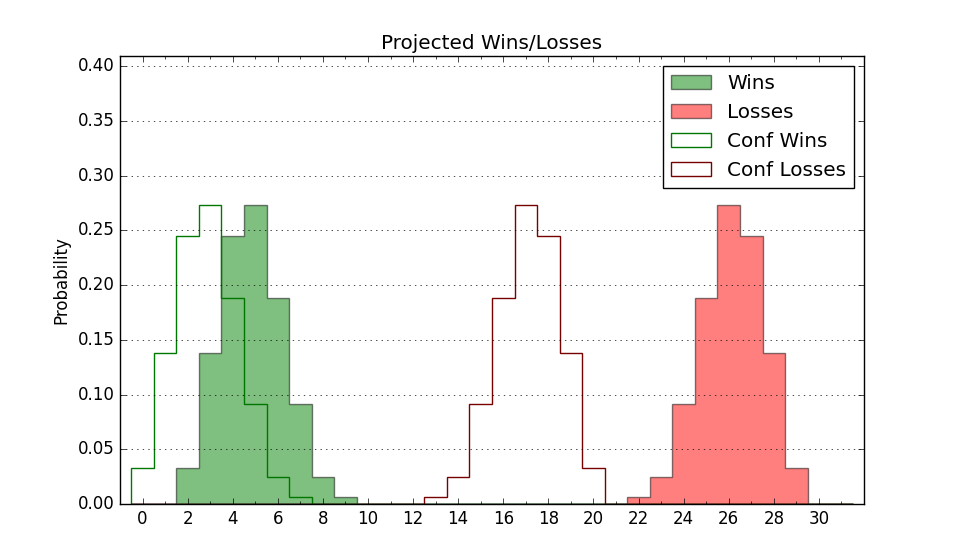 Projected Wins/Losses
0.40
0.35
0.30
0.25
0.20
0.15
0.10
0.05
0.00
Probability
Wins
Losses
Conf Wins
Conf Losses
0 2 4 6 8 10 12 14 16 18 20 22 24 26 28 30